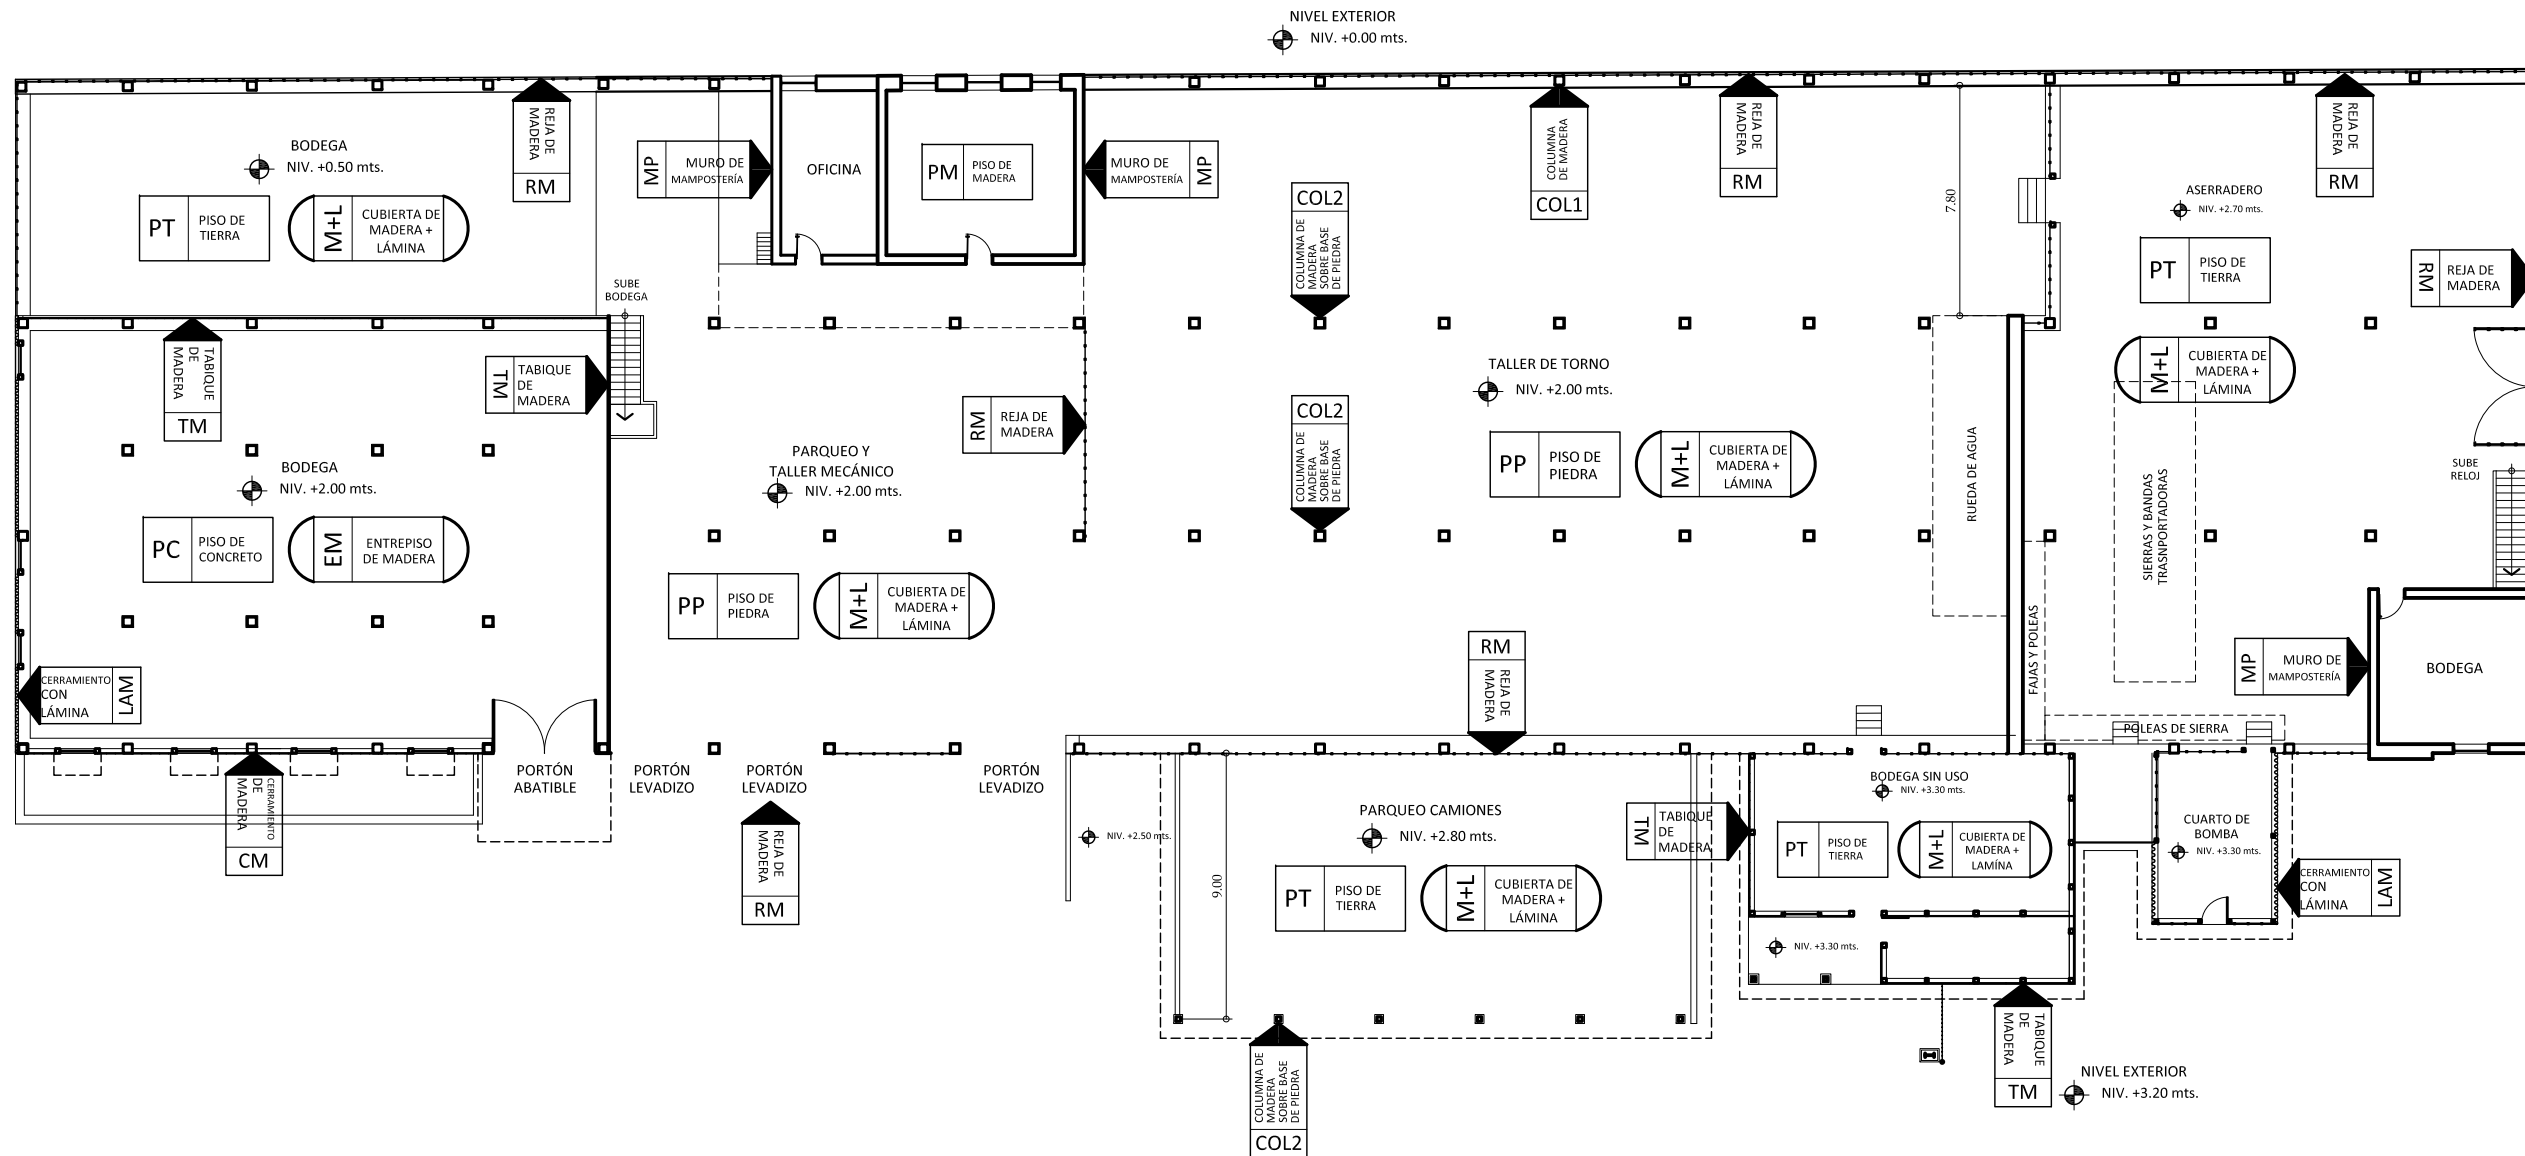 NIVEL EXTERIOR
NIV. +0.00 mts.
BODEGA
NIV. +0.50 mts.
PT
PISO DE
TIERRA
M+L
CUBIERTA DE
MADERA +
LÁMINA
REJA DE
MADERA
RM
MP
MURO DE
MAMPOSTERÍA
OFICINA
PM
PISO DE
MADERA
MURO DE
MAMPOSTERÍA
MP
COL2
COLUMNA DE
MADERA
SOBRE BASE
DE PIEDRA
COLUMNA
DE MADERA
COL1
REJA DE
MADERA
RM
7.80
REJA DE
MADERA
RM
ASERRADERO
NIV. +2.70 mts.
PT
PISO DE
TIERRA
RM
REJA DE
MADERA
M+L
CUBIERTA DE
MADERA +
LÁMINA
SUBE
BODEGA
TABIQUE
DE
MADERA
TM
TM
TABIQUE
DE
MADERA
RM
REJA DE
MADERA
COL2
COLUMNA DE
MADERA
SOBRE BASE
DE PIEDRA
TALLER DE TORNO
NIV. +2.00 mts.
PP
PISO DE
PIEDRA
M+L
CUBIERTA DE
MADERA +
LÁMINA
RUEDA DE AGUA
SIERRAS Y BANDAS
TRASNPORTADORAS
SUBE
RELOJ
BODEGA
NIV. +2.00 mts.
PC
PISO DE
CONCRETO
EM
ENTREPISO
DE MADERA
PARQUEO Y
TALLER MECÁNICO
NIV. +2.00 mts.
PP
PISO DE
PIEDRA
M+L
CUBIERTA DE
MADERA +
LÁMINA
RM
REJA DE
MADERA
FAJAS Y POLEAS
MP
MURO DE
MAMPOSTERÍA
BODEGA
CERRAMIENTO
CON
LÁMINA
LAM
POLEAS DE SIERRA
CERRAMIENTO
DE
MADERA
CM
PORTÓN
ABATIBLE
PORTÓN
LEVADIZO
PORTÓN
LEVADIZO
REJA DE
MADERA
RM
PORTÓN
LEVADIZO
NIV. +2.50 mts.
PARQUEO CAMIONES
NIV. +2.80 mts.
PT
PISO DE
TIERRA
M+L
CUBIERTA DE
MADERA +
LÁMINA
9.00
COLUMNA DE
MADERA
SOBRE BASE
DE PIEDRA
COL2
TM
TABIQUE
DE
MADERA
BODEGA SIN USO
NIV. +3.30 mts.
PT
PISO DE
TIERRA
M+L
CUBIERTA DE
MADERA +
LAMÍNA
NIV. +3.30 mts.
CUARTO DE
BOMBA
NIV. +3.30 mts.
CERRAMIENTO
CON
LÁMINA
LAM
TABIQUE
DE
MADERA
TM
NIVEL EXTERIOR
NIV. +3.20 mts.